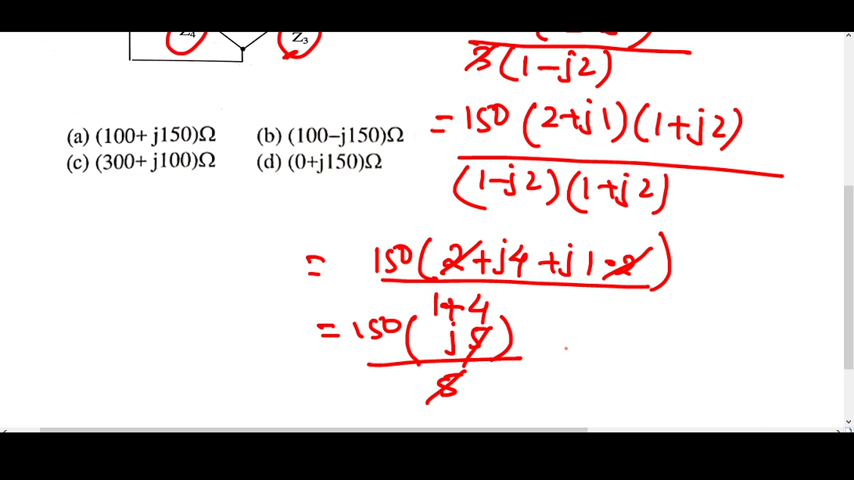 Z4
Z3
3(1-j2)
(a) (100+ j150)Ω (b) (100−j150)Ω
(c) (300+ j100)Ω (d) (0+j150)Ω
= 150 (2+j1)(1+j2)
(1-j2)(1+j2)
= 150(2+j4+j1-2)
1+4
= 150(j5)
5